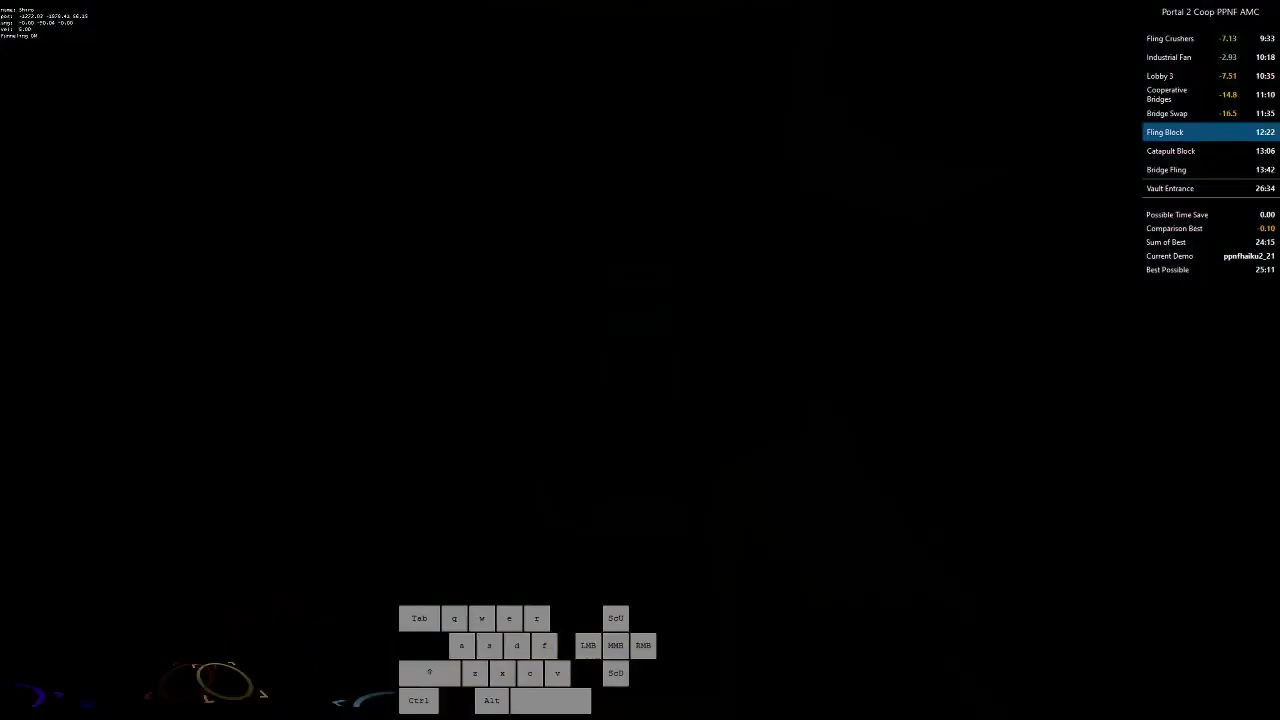 name: Shiro
Portal 2 Coop PPNF AMC
Fling Crushers -7.13 9:33
Industrial Fan -2.93 10:18
Lobby 3 -7.51 10:35
Cooperative Bridges -14.8 11:10
Bridge Swap -16.5 11:35
Fling Block 12:22
Catapult Block 13:06
Bridge Fling 13:42
Vault Entrance 26:34
Possible Time Save 0.00
Comparison Best -0.10
Sum of Best 24:15
Current Demo ppnfhaiku2_21
Best Possible 25:11
Tab q w e r ScU
a s d f LMB MMB RMB
⇧ z x c v ScD
Ctrl Alt